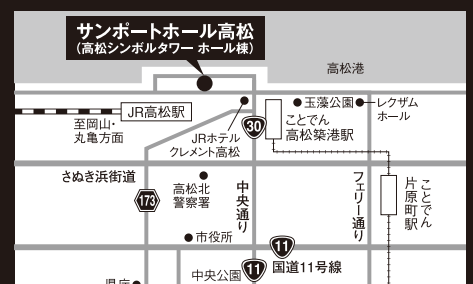 サンポートホール高松
(高松シンボルタワー ホール棟)
高松港
JR高松駅
至岡山・
丸亀方面
JRホテル
クレメント高松
30
玉藻公園
レクザム
ホール
ことでん
高松築港駅
さぬき浜街道
173
高松北
警察署
中央通り
フェリー通り
ことでん
片原町駅
市役所
11
国道11号線
中央公園
11
県庁